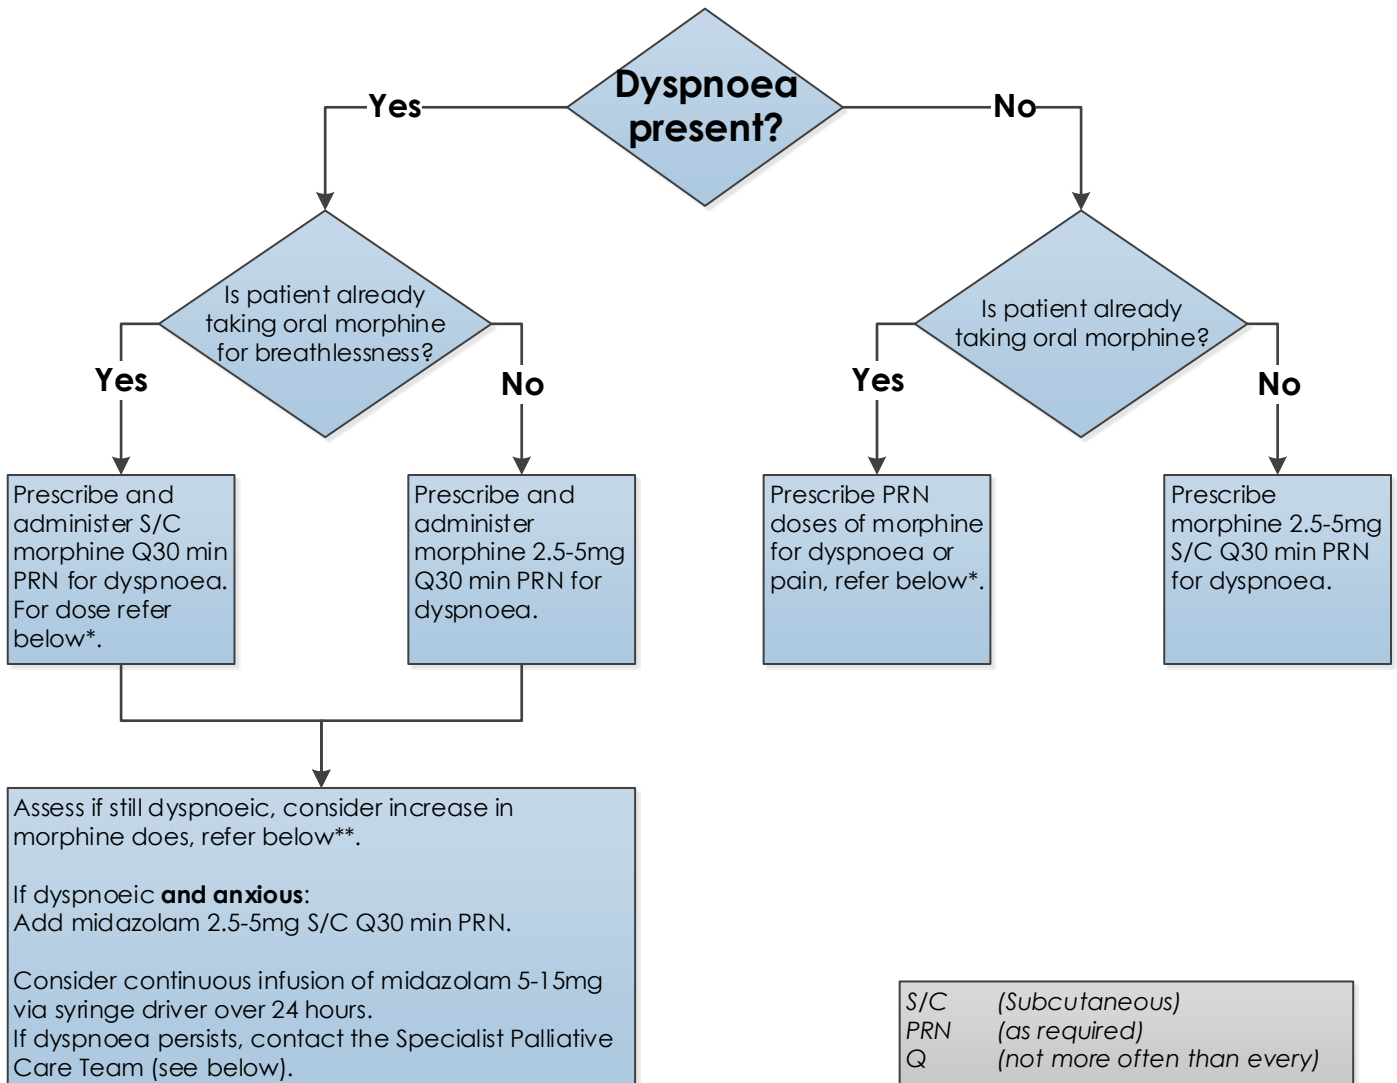 Dyspnoea
present?
Yes
No
Is patient already
taking oral morphine
for breathlessness?
Is patient already
taking oral morphine?
Yes
No
Yes
No
Prescribe and
administer S/C
morphine Q30 min
PRN for dyspnoea.
For dose refer
below*.
Prescribe and
administer
morphine 2.5-5mg
Q30 min PRN for
dyspnoea.
Prescribe PRN
doses of morphine
for dyspnoea or
pain, refer below*.
Prescribe
morphine 2.5-5mg
S/C Q30 min PRN
for dyspnoea.
Assess if still dyspnoeic, consider increase in
morphine does, refer below**.
If dyspnoeic and anxious:
Add midazolam 2.5-5mg S/C Q30 min PRN.
Consider continuous infusion of midazolam 5-15mg
via syringe driver over 24 hours.
If dyspnoea persists, contact the Specialist Palliative
Care Team (see below).
S/C (Subcutaneous)
PRN (as required)
Q (not more often than every)